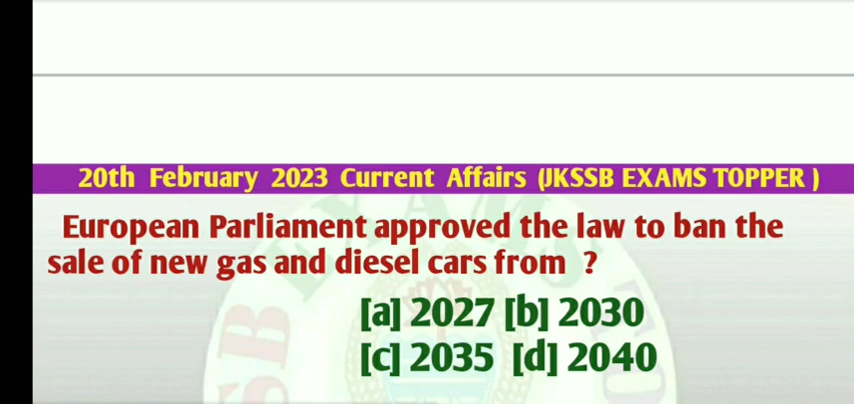 20th February 2023 Current Affairs (JKSSB EXAMS TOPPER )
European Parliament approved the law to ban the
sale of new gas and diesel cars from ?
[a] 2027 [b] 2030
[c] 2035 [d] 2040